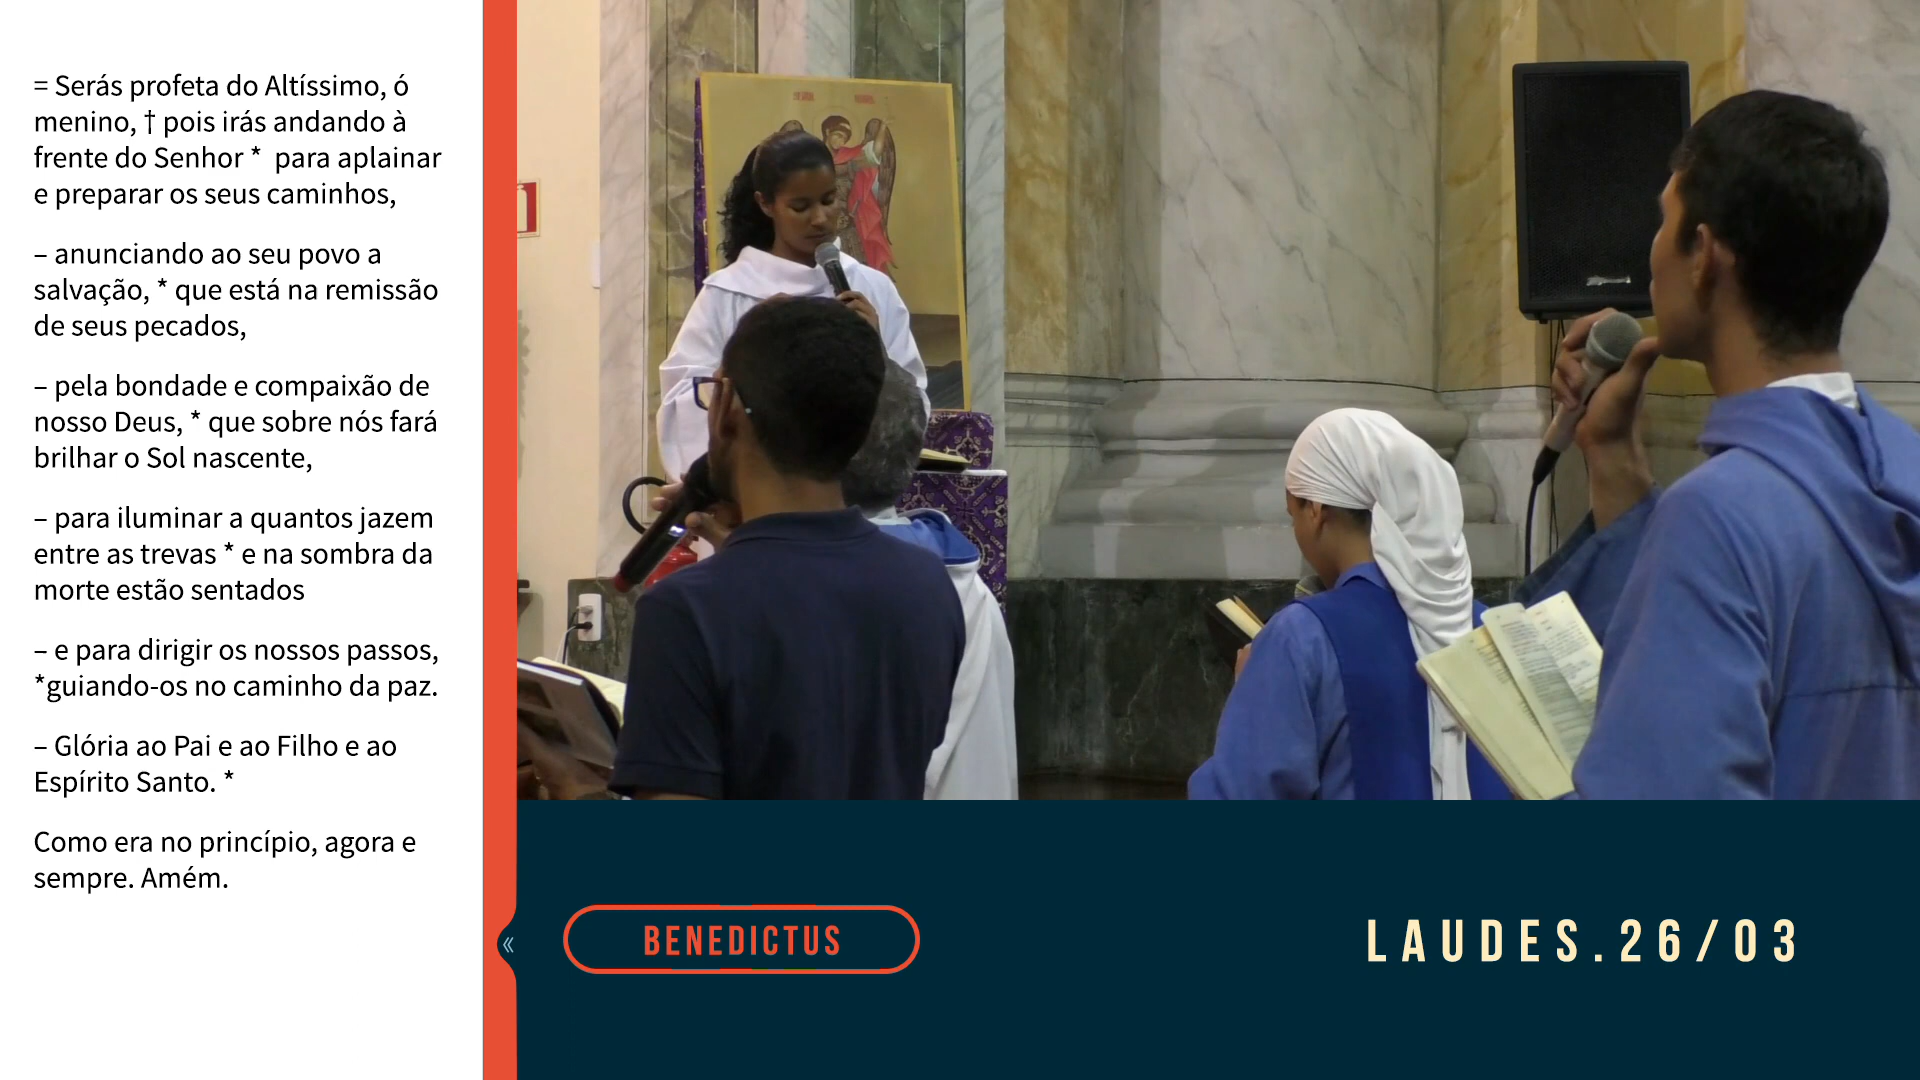 = Serás profeta do Altíssimo, ó
menino, † pois irás andando à
frente do Senhor *  para aplainar
e preparar os seus caminhos,
– anunciando ao seu povo a
salvação, * que está na remissão
de seus pecados,
– pela bondade e compaixão de
nosso Deus, * que sobre nós fará
brilhar o Sol nascente,
– para iluminar a quantos jazem
entre as trevas * e na sombra da
morte estão sentados
– e para dirigir os nossos passos,
*guiando-os no caminho da paz.
– Glória ao Pai e ao Filho e ao
Espírito Santo. *
Como era no princípio, agora e
sempre. Amém.
«
BENEDICTUS
LAUDES.26/03